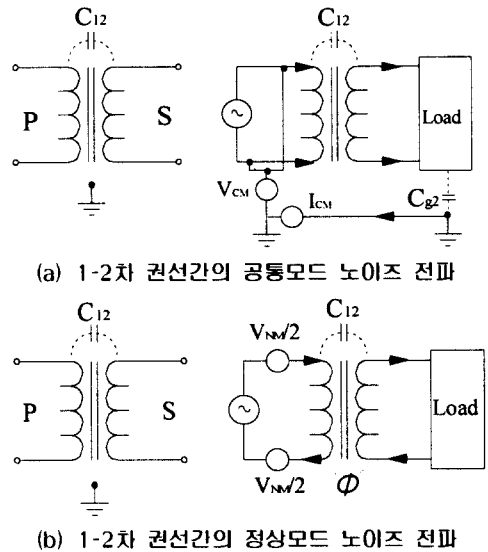 C12 C12
P S Load
VCM ICM Cg2
(a) 1-2차 권선간의 공통모드 노이즈 전파
C12 VNM/2 C12
P S Load
VNM/2 Φ
(b) 1-2차 권선간의 정상모드 노이즈 전파